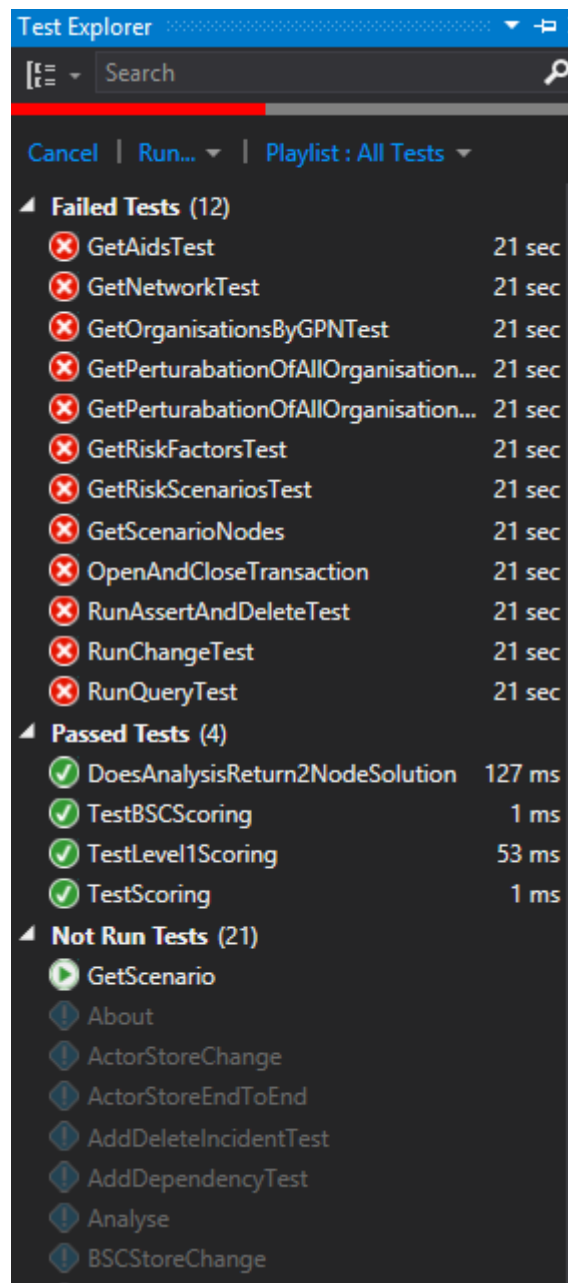 Test Explorer
Search
Cancel | Run... | Playlist : All Tests
Failed Tests (12)
GetAidsTest 21 sec
GetNetworkTest 21 sec
GetOrganisationsByGPNTest 21 sec
GetPerturabationOfAllOrganisation... 21 sec
GetPerturabationOfAllOrganisation... 21 sec
GetRiskFactorsTest 21 sec
GetRiskScenariosTest 21 sec
GetScenarioNodes 21 sec
OpenAndCloseTransaction 21 sec
RunAssertAndDeleteTest 21 sec
RunChangeTest 21 sec
RunQueryTest 21 sec
Passed Tests (4)
DoesAnalysisReturn2NodeSolution 127 ms
TestBSCScoring 1 ms
TestLevel1Scoring 53 ms
TestScoring 1 ms
Not Run Tests (21)
GetScenario
About
ActorStoreChange
ActorStoreEndToEnd
AddDeleteIncidentTest
AddDependencyTest
Analyse
BSCStoreChange